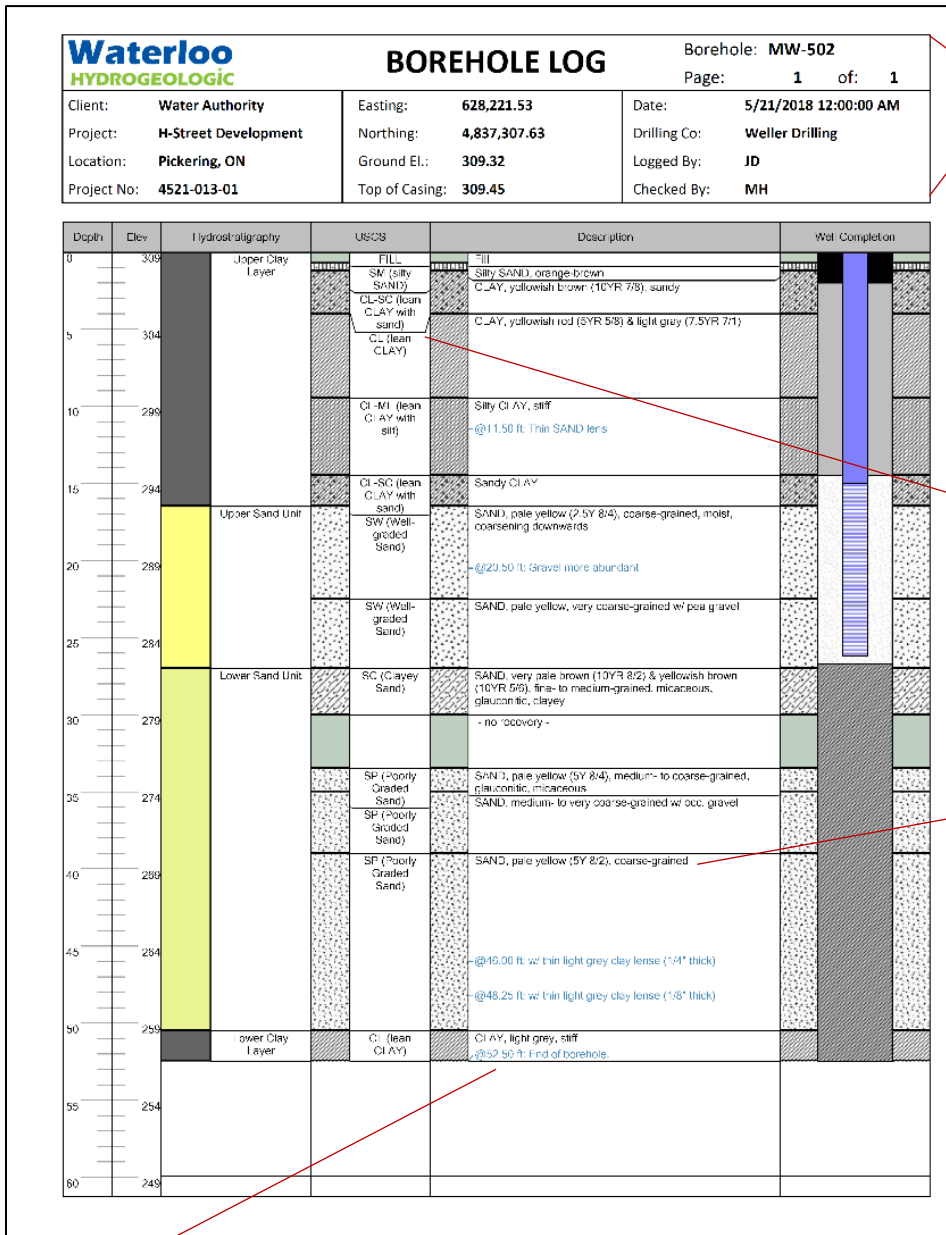 Waterloo
HYDROGEOLOGIC
BOREHOLE LOG
Borehole: MW-502
Page: 1 of: 1
Client: Water Authority
Project: H-Street Development
Location: Pickering, ON
Project No: 4521-013-01
Easting: 628,221.53
Northing: 4,837,307.63
Ground El.: 309.32
Top of Casing: 309.45
Date: 5/21/2018 12:00:00 AM
Drilling Co: Weller Drilling
Logged By: JD
Checked By: MH
Depth Elev Hydrostratigraphy USCS Description Well Completion
0 309
Upper Clay
Layer
FILL
Fill
SM (silty
SAND)
Silty SAND, orange-brown
CL-SC (lean
CLAY with
sand)
CLAY, yellowish brown (10YR 7/8), sandy
5 304
CL (lean
CLAY)
CLAY, yellowish red (5YR 5/8) & light gray (7.5YR 7/1)
10 299
CL-ML (lean
CLAY with
silt)
Silty CLAY, stiff
@11.50 ft: Thin SAND lens
15 294
CL-SC (lean
CLAY with
sand)
Sandy CLAY
Upper Sand Unit
SW (Well-
graded
Sand)
SAND, pale yellow (2.5Y 8/4), coarse-grained, moist,
coarsening downwards
20 289
@20.50 ft: Gravel more abundant
SW (Well-
graded
Sand)
SAND, pale yellow, very coarse-grained w/ pea gravel
25 284
Lower Sand Unit
SC (Clayey
Sand)
SAND, very pale brown (10YR 8/2) & yellowish brown
(10YR 5/6), fine- to medium-grained, micaceous,
glauconitic, clayey
30 279
- no recovery -
SP (Poorly
Graded
Sand)
SAND, pale yellow (5Y 8/4), medium- to coarse-grained,
glauconitic, micaceous
35 274
SP (Poorly
Graded
Sand)
SAND, medium- to very coarse-grained w/ occ. gravel
SP (Poorly
Graded
Sand)
SAND, pale yellow (5Y 8/2), coarse-grained
40 269
45 264
@46.00 ft: w/ thin light grey clay lense (1/4" thick)
@48.25 ft: w/ thin light grey clay lense (1/8" thick)
50 259
Lower Clay
Layer
CL (lean
CLAY)
CLAY, light grey, stiff
@52.50 ft: End of borehole.
55 254
60 249